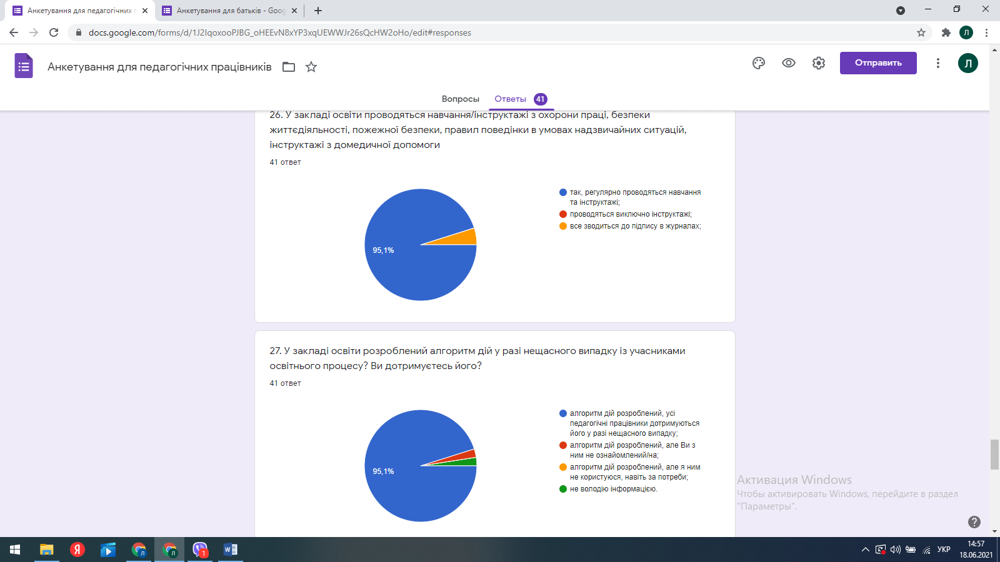 Анкетування для педагогічних п
Анкетування для батьків - Goog
docs.google.com/forms/d/1J2IqoxooPJBG_oHEEvN8xYP3xqUEWWJr26sQcHW2oHo/edit#responses
Л
Анкетування для педагогічних працівників
Отправить
Л
Вопросы
Ответы 41
26. У закладі освіти проводяться навчання/інструктажі з охорони праці, безпеки
життєдіяльності, пожежної безпеки, правил поведінки в умовах надзвичайних ситуацій,
інструктажі з домедичної допомоги
41 ответ
95,1%
так, регулярно проводяться навчання
та інструктажі;
проводяться виключно інструктажі;
все зводиться до підпису в журналах;
27. У закладі освіти розроблений алгоритм дій у разі нещасного випадку із учасниками
освітнього процесу? Ви дотримуєтесь його?
41 ответ
95,1%
алгоритм дій розроблений, усі
педагогічні працівники дотримуються
його у разі нещасного випадку;
алгоритм дій розроблений, але Ви з
ним не ознайомлений/на;
алгоритм дій розроблений, але я ним
не користуюся, навіть за потреби;
не володію інформацією.
Активация Windows
Чтобы активировать Windows, перейдите в раздел
"Параметры".
Я
Л
Л
1
W
УКР
14:57
18.06.2021